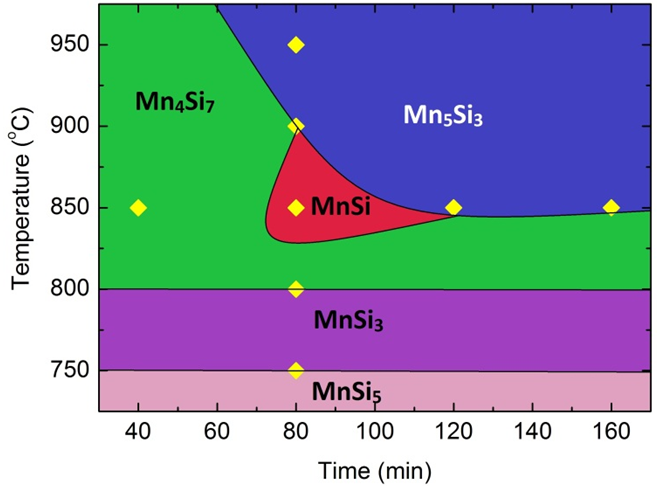 950
900
850
800
750
Temperature (°C)
Mn₄Si₇
Mn₅Si₃
MnSi
MnSi₃
MnSi₅
40 60 80 100 120 140 160
Time (min)